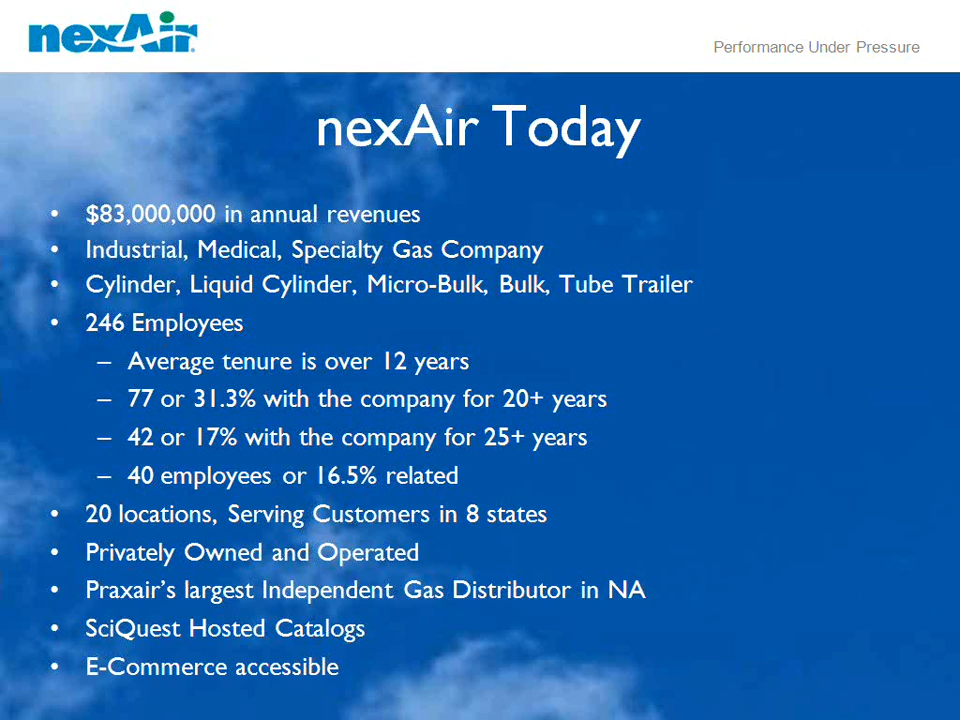 nexAir
Performance Under Pressure
nexAir Today
• $83,000,000 in annual revenues
• Industrial, Medical, Specialty Gas Company
• Cylinder, Liquid Cylinder, Micro-Bulk, Bulk, Tube Trailer
• 246 Employees
– Average tenure is over 12 years
– 77 or 31.3% with the company for 20+ years
– 42 or 17% with the company for 25+ years
– 40 employees or 16.5% related
• 20 locations, Serving Customers in 8 states
• Privately Owned and Operated
• Praxair’s largest Independent Gas Distributor in NA
• SciQuest Hosted Catalogs
• E-Commerce accessible